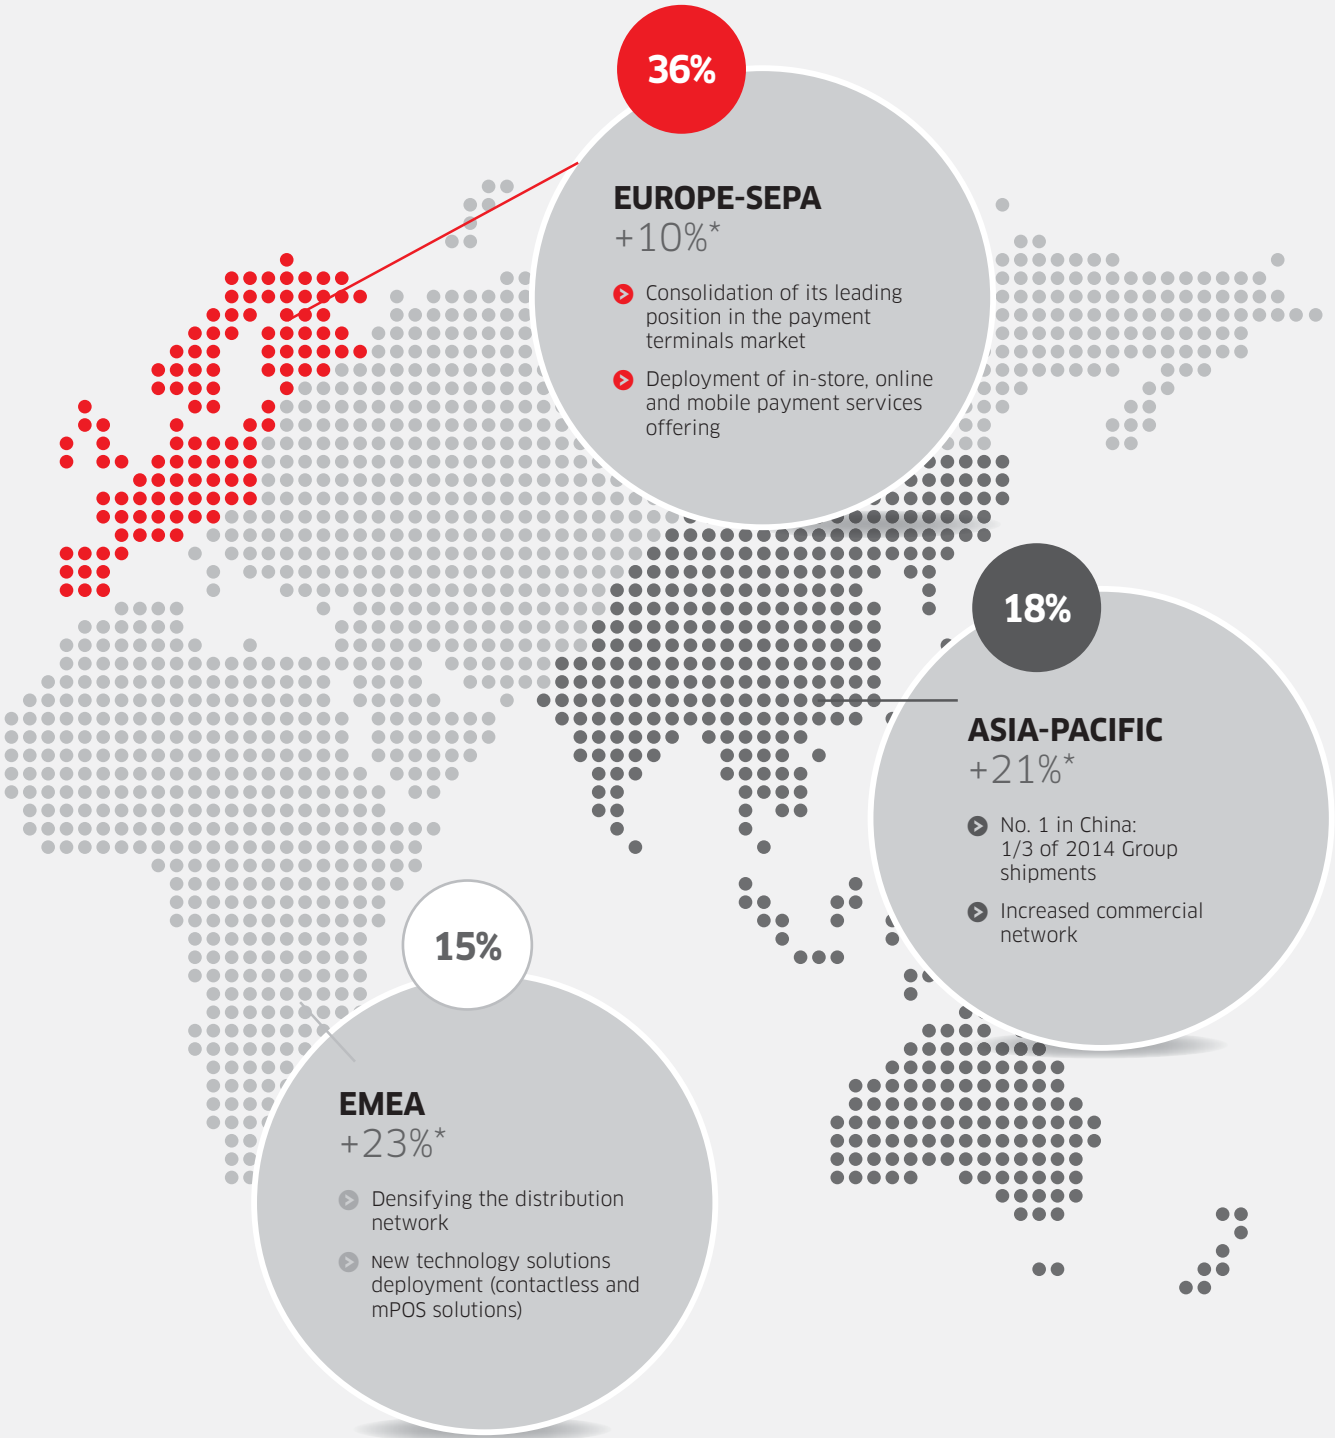 36%
EUROPE-SEPA
+10%*
Consolidation of its leading
position in the payment
terminals market
Deployment of in-store, online
and mobile payment services
offering
18%
ASIA-PACIFIC
+21%*
No. 1 in China:
1/3 of 2014 Group
shipments
Increased commercial
network
15%
EMEA
+23%*
Densifying the distribution
network
New technology solutions
deployment (contactless and
mPOS solutions)